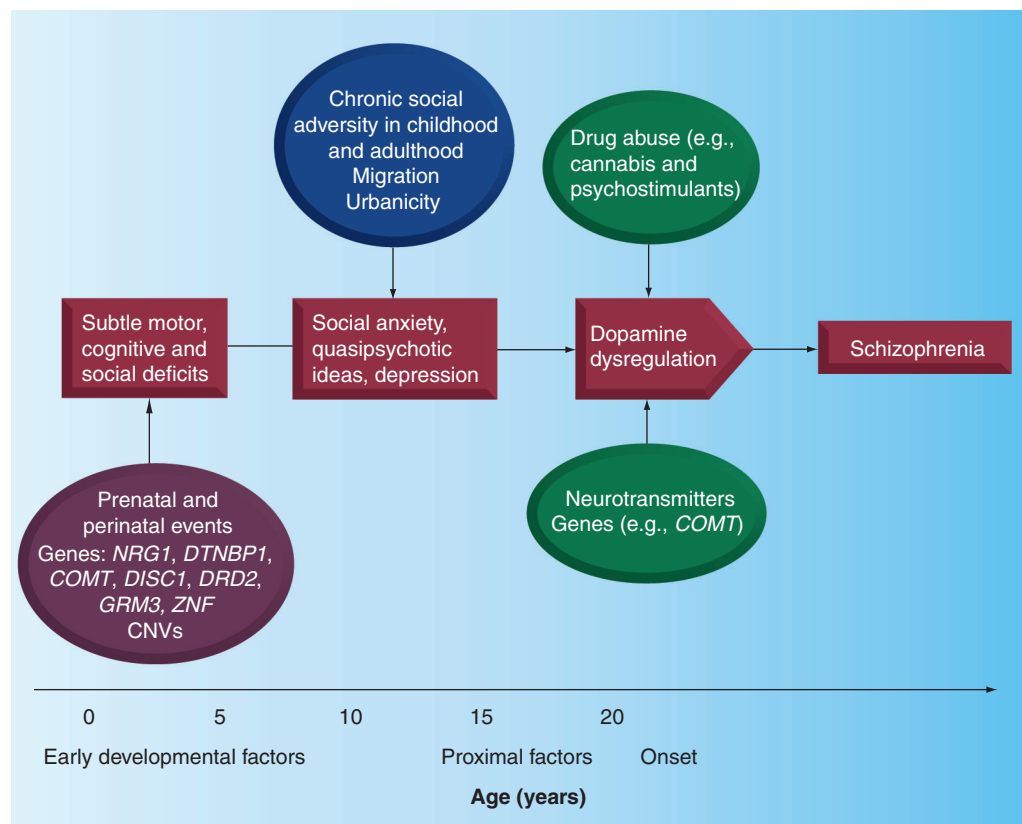 Chronic social
adversity in childhood
and adulthood
Migration
Urbanicity
Drug abuse (e.g.,
cannabis and
psychostimulants)
Subtle motor,
cognitive and
social deficits
Social anxiety,
quasipsychotic
ideas, depression
Dopamine
dysregulation
Schizophrenia
Prenatal and
perinatal events
Genes: NRG1, DTNBP1,
COMT, DISC1, DRD2,
GRM3, ZNF
CNVs
Neurotransmitters
Genes (e.g., COMT)
0 5 10 15 20
Early developmental factors Proximal factors Onset
Age (years)